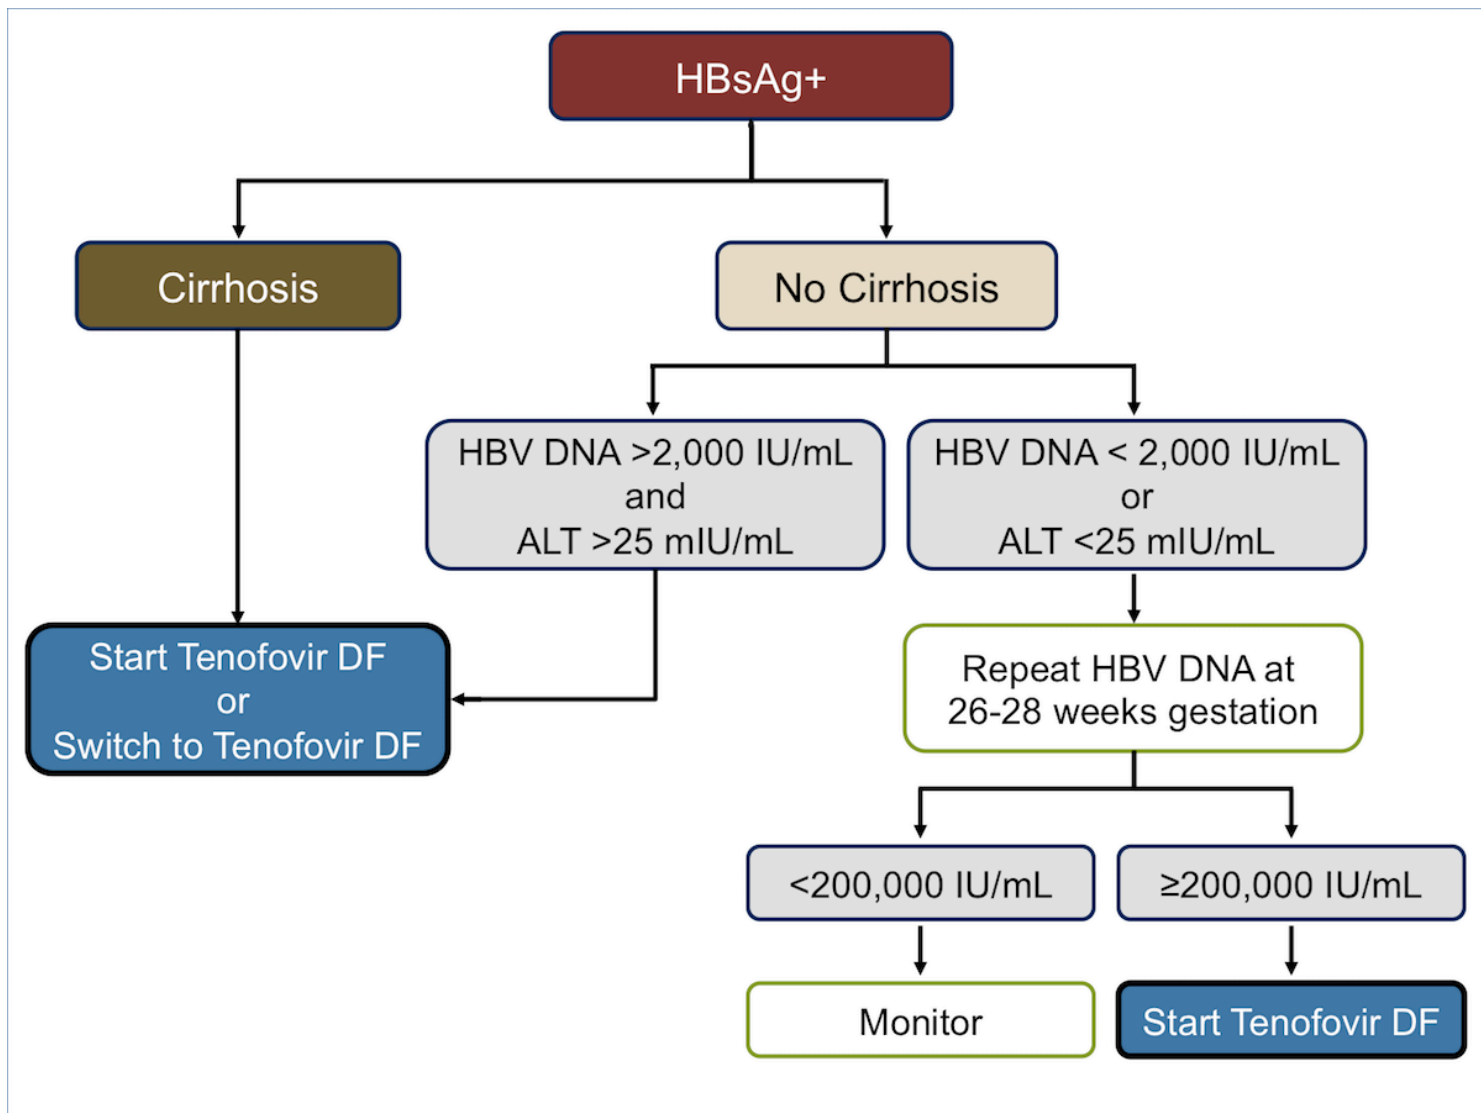 HBsAg+
Cirrhosis
No Cirrhosis
HBV DNA >2,000 IU/mL
and
ALT >25 mIU/mL
HBV DNA < 2,000 IU/mL
or
ALT <25 mIU/mL
Start Tenofovir DF
or
Switch to Tenofovir DF
Repeat HBV DNA at
26-28 weeks gestation
<200,000 IU/mL
≥200,000 IU/mL
Monitor
Start Tenofovir DF